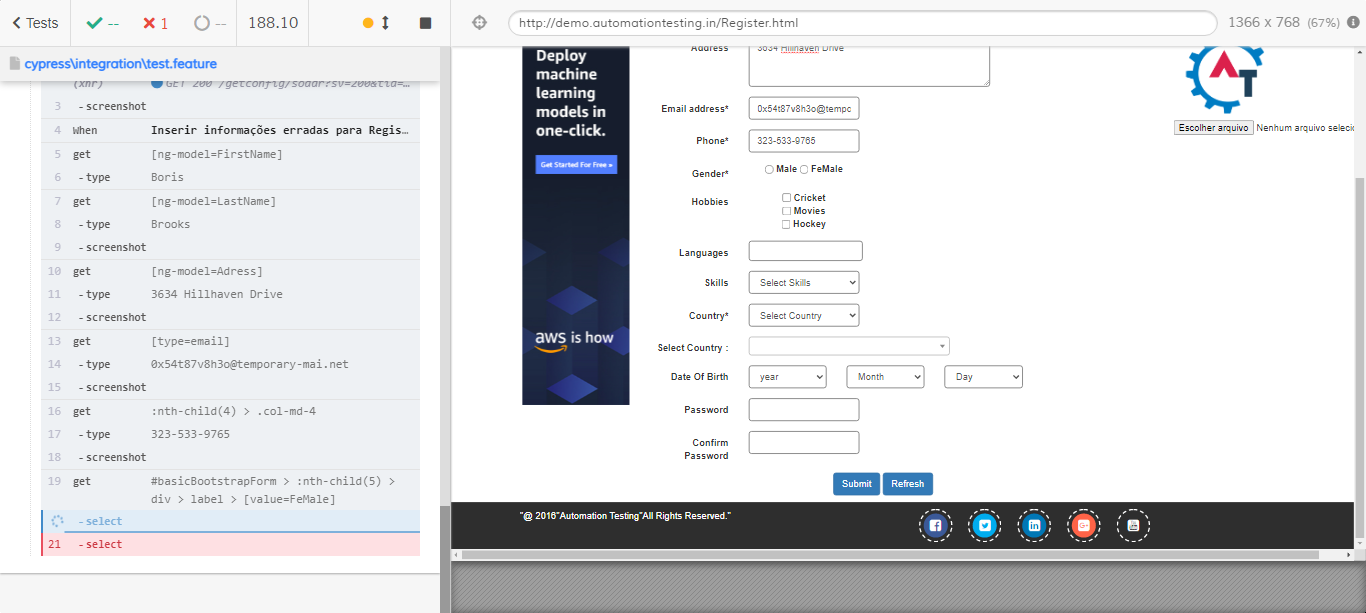 Tests
--
1
--
188.10
http://demo.automationtesting.in/Register.html
1366 x 768 (67%)
cypress\integration\test.feature
(xhr) GET 200 /getconfig/sodar?sv=200&tid=…
3 -screenshot
4 When Inserir informações erradas para Regis…
5 get [ng-model=FirstName]
6 -type Boris
7 get [ng-model=LastName]
8 -type Brooks
9 -screenshot
10 get [ng-model=Adress]
11 -type 3634 Hillhaven Drive
12 -screenshot
13 get [type=email]
14 -type 0x54t87v8h3o@temporary-mai.net
15 -screenshot
16 get :nth-child(4) > .col-md-4
17 -type 323-533-9765
18 -screenshot
19 get #basicBootstrapForm > :nth-child(5) >
div > label > [value=FeMale]
-select
21 -select
Deploy
machine
learning
models in
one-click.
Get Started For Free »
aws is how
Address 3634 Hillhaven Drive
Email address* 0x54t87v8h3o@tempc
Phone* 323-533-9765
Gender* Male FeMale
Hobbies Cricket
Movies
Hockey
Languages
Skills Select Skills
Country* Select Country
Select Country :
Date Of Birth year Month Day
Password
Confirm
Password
Submit Refresh
AT
Escolher arquivo Nenhum arquivo selecio
"@ 2016"Automation Testing"All Rights Reserved."